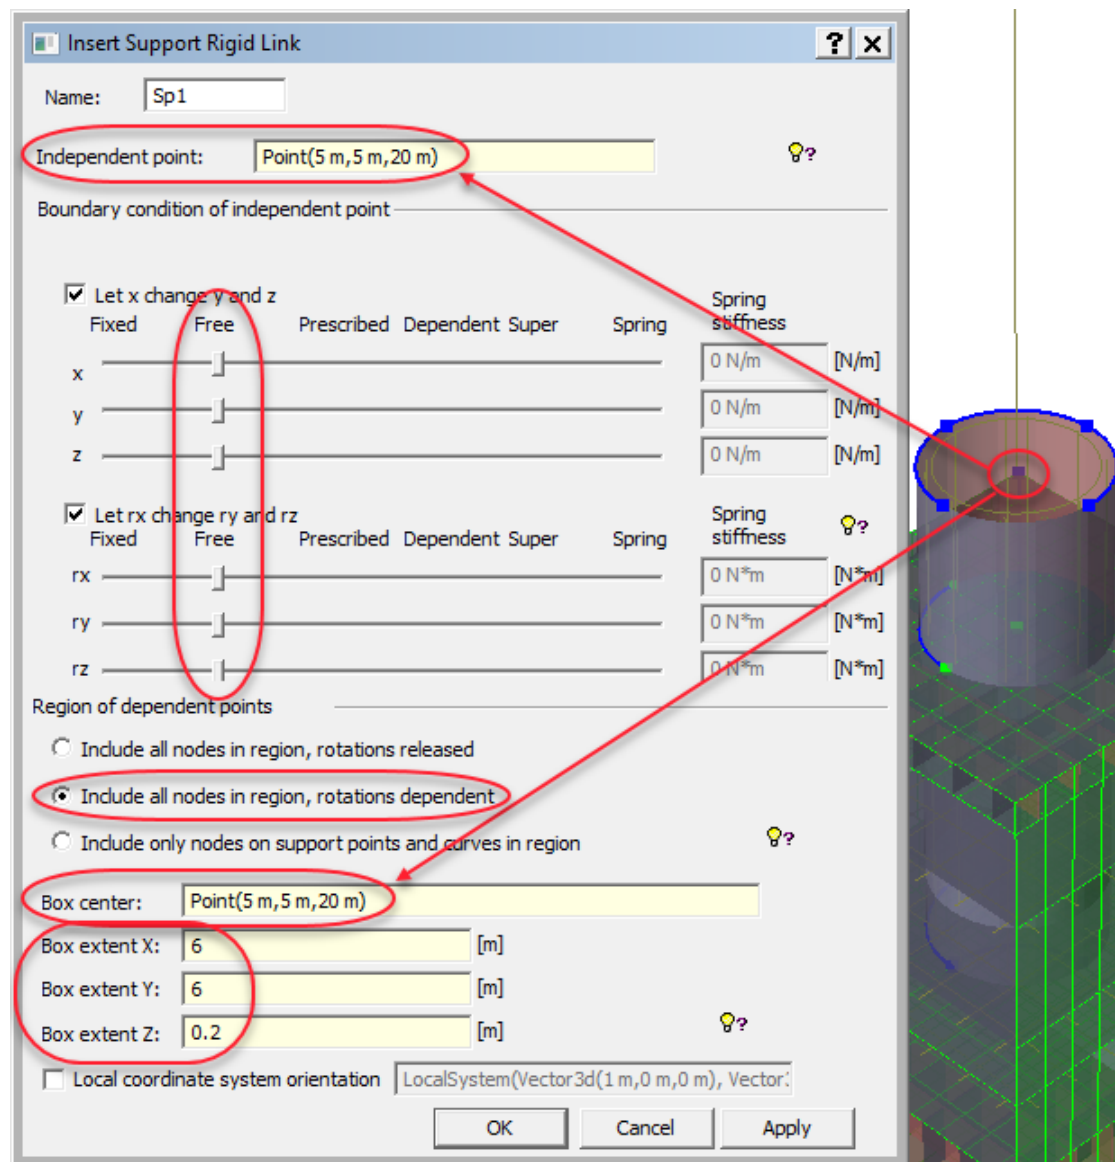 Insert Support Rigid Link
? X
Name: Sp1
Independent point: Point(5 m,5 m,20 m) ?
Boundary condition of independent point
Let x change y and z
Fixed Free Prescribed Dependent Super Spring Spring
stiffness
x 0 N/m [N/m]
y 0 N/m [N/m]
z 0 N/m [N/m]
Let rx change ry and rz
Fixed Free Prescribed Dependent Super Spring Spring
stiffness ?
rx 0 N*m [N*m]
ry 0 N*m [N*m]
rz 0 N*m [N*m]
Region of dependent points
Include all nodes in region, rotations released
Include all nodes in region, rotations dependent
Include only nodes on support points and curves in region ?
Box center: Point(5 m,5 m,20 m)
Box extent X: 6 [m]
Box extent Y: 6 [m]
Box extent Z: 0.2 [m] ?
Local coordinate system orientation LocalSystem(Vector3d(1 m,0 m,0 m), Vector
OK Cancel Apply